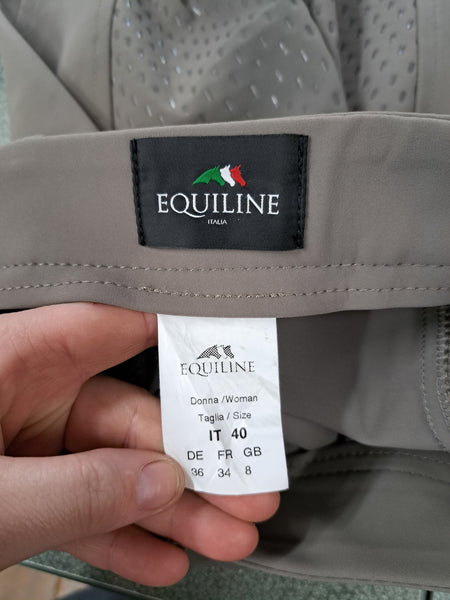 EQUILINE
ITALIA
EQUILINE
Donna /Woman
Taglia / Size
IT 40
DE FR GB
36 34 8